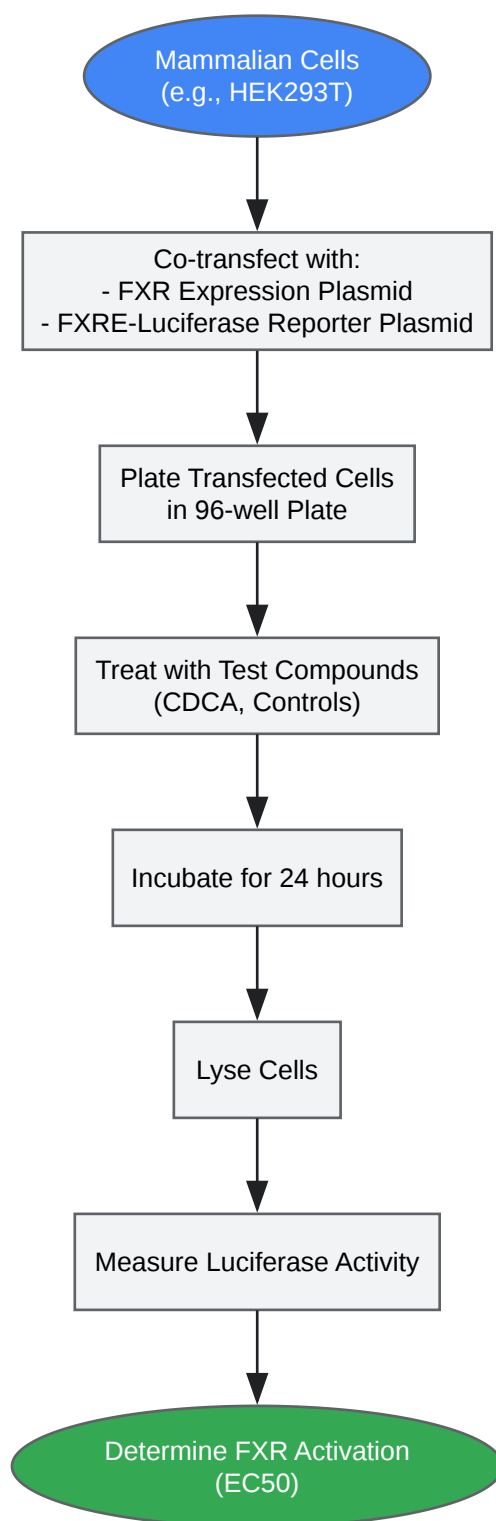 Mammalian Cells
(e.g., HEK293T)
Co-transfect with:
- FXR Expression Plasmid
- FXRE-Luciferase Reporter Plasmid
Plate Transfected Cells
in 96-well Plate
Treat with Test Compounds
(CDCA, Controls)
Incubate for 24 hours
Lyse Cells
Measure Luciferase Activity
Determine FXR Activation
(EC50)